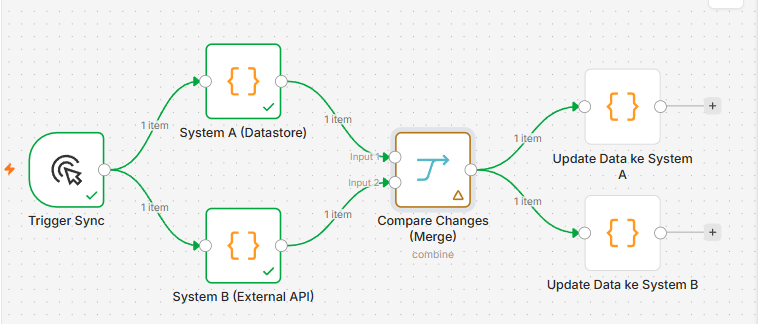 1 item
System A (Datastore)
1 item
Input 1
1 item
Update Data ke System
A
Trigger Sync
1 item
Input 2
1 item
Compare Changes
(Merge)
combine
1 item
System B (External API)
Update Data ke System B